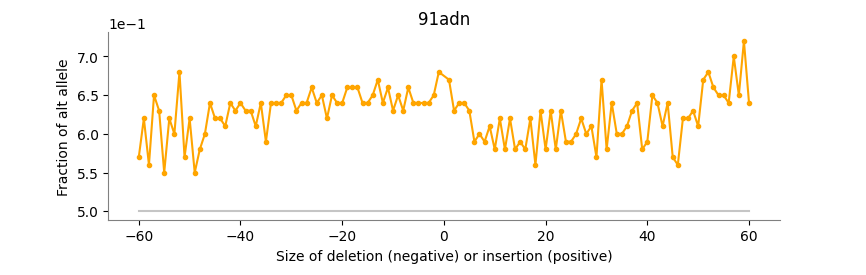 91adn
1e−1
7.0
6.5
6.0
5.5
5.0
Fraction of alt allele
−60 −40 −20 0 20 40 60
Size of deletion (negative) or insertion (positive)